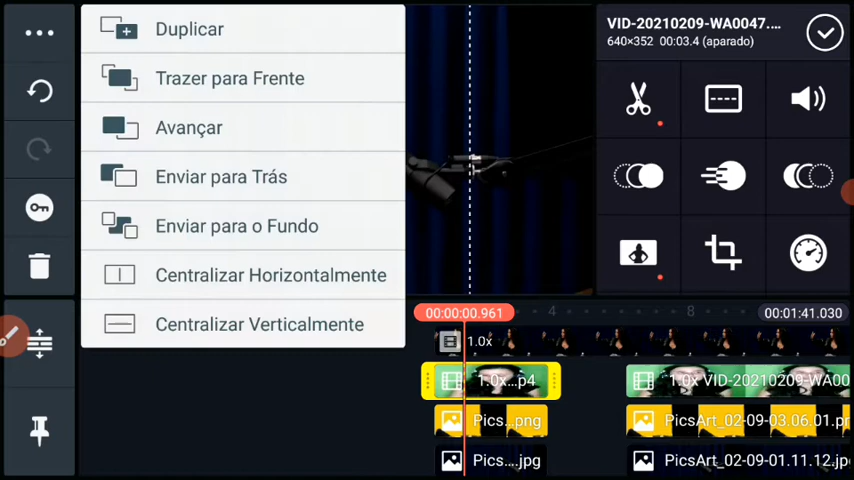 Duplicar
Trazer para Frente
Avançar
Enviar para Trás
Enviar para o Fundo
Centralizar Horizontalmente
Centralizar Verticalmente
VID-20210209-WA0047....
640×352 00:03.4 (aparado)
00:00:00.961
4
8
00:01:41.030
1.0x
1.0x...p4
1.0x VID-20210209-WA00
Pics....png
PicsArt_02-09-03.06.01.pr
Pics....jpg
PicsArt_02-09-01.11.12.jp